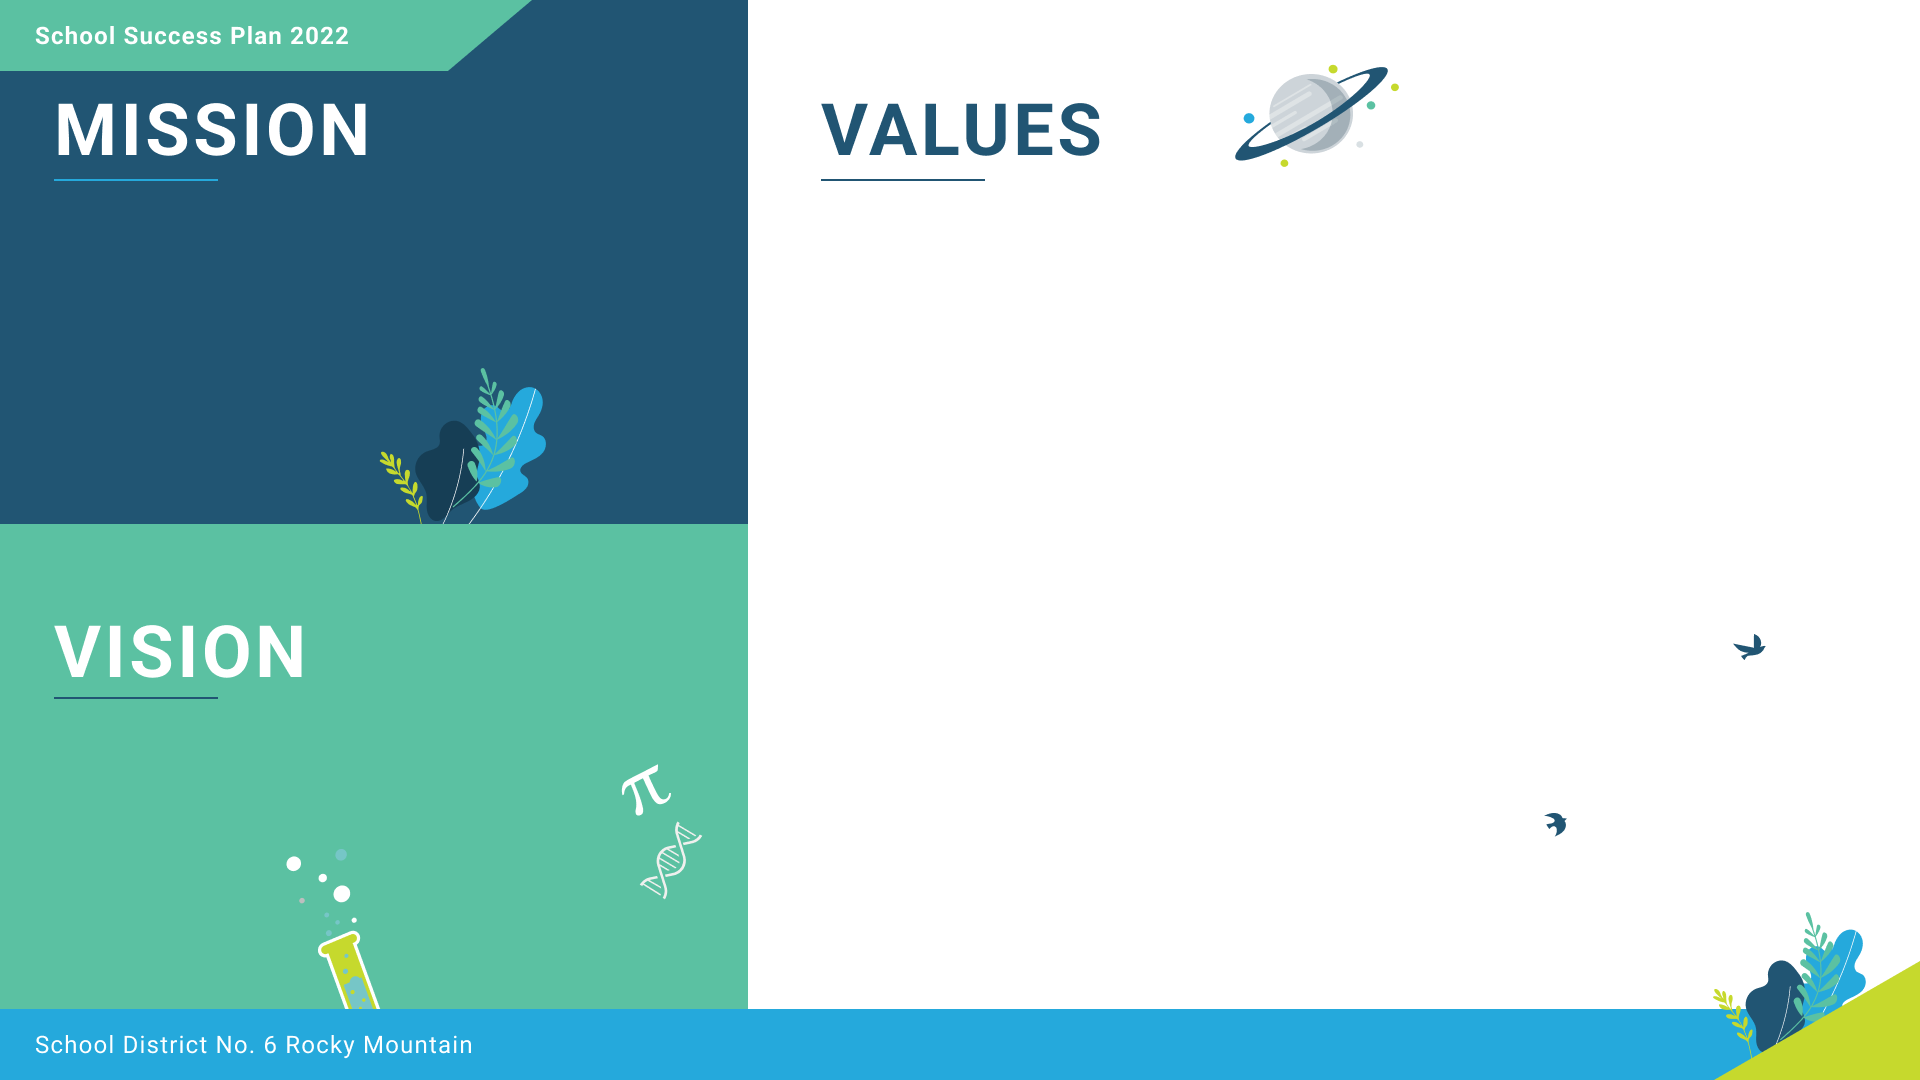 School Success Plan 2022
MISSION
VALUES
VISION
π
School District No. 6 Rocky Mountain